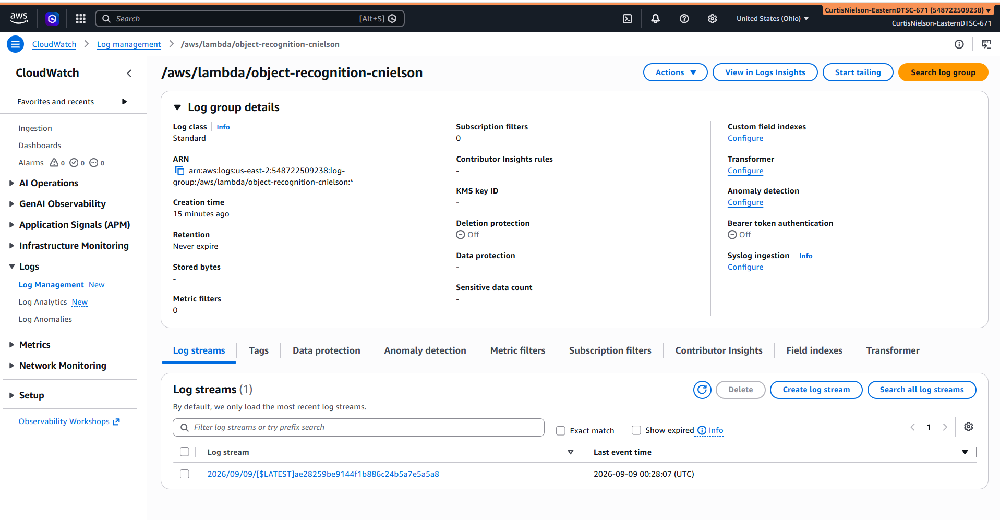 aws
Search
[Alt+S]
United States (Ohio)
CurtisNielson-EasternDTSC-671 (548722509238)
CurtisNielson-EasternDTSC-671
CloudWatch
Log management
/aws/lambda/object-recognition-cnielson
CloudWatch
Favorites and recents
Ingestion
Dashboards
Alarms 0 0 0
AI Operations
GenAI Observability
Application Signals (APM)
Infrastructure Monitoring
Logs
Log Management New
Log Analytics New
Log Anomalies
Metrics
Network Monitoring
Setup
Observability Workshops
/aws/lambda/object-recognition-cnielson
Actions
View in Logs Insights
Start tailing
Search log group
Log group details
Log class Info
Standard
ARN
arn:aws:logs:us-east-2:548722509238:log-
group:/aws/lambda/object-recognition-cnielson:*
Creation time
15 minutes ago
Retention
Never expire
Stored bytes
-
Metric filters
0
Subscription filters
0
Contributor Insights rules
-
KMS key ID
-
Deletion protection
Off
Data protection
-
Sensitive data count
-
Custom field indexes
Configure
Transformer
Configure
Anomaly detection
Configure
Bearer token authentication
Off
Syslog ingestion Info
Configure
Log streams
Tags
Data protection
Anomaly detection
Metric filters
Subscription filters
Contributor Insights
Field indexes
Transformer
Log streams (1)
Delete
Create log stream
Search all log streams
By default, we only load the most recent log streams.
Filter log streams or try prefix search
Exact match
Show expired Info
1
Log stream
Last event time
2026/09/09/[$LATEST]ae28259be9144f1b886c24b5a7e5a5a8
2026-09-09 00:28:07 (UTC)